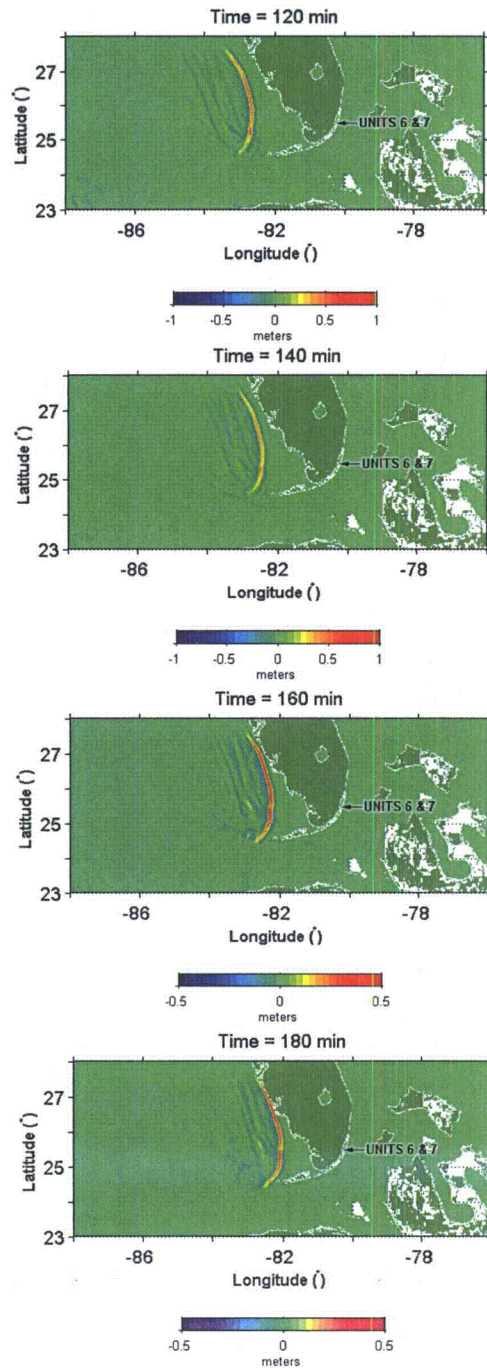 Time = 120 min
27
25
23
Latitude (°)
UNITS 6 & 7
-86
-82
-78
Longitude (°)
-1
-0.5
0
0.5
1
meters
Time = 140 min
27
25
23
Latitude (°)
UNITS 6 & 7
-86
-82
-78
Longitude (°)
-1
-0.5
0
0.5
1
meters
Time = 160 min
27
25
23
Latitude (°)
UNITS 6 & 7
-86
-82
-78
Longitude (°)
-0.5
0
0.5
meters
Time = 180 min
27
25
23
Latitude (°)
UNITS 6 & 7
-86
-82
-78
Longitude (°)
-0.5
0
0.5
meters